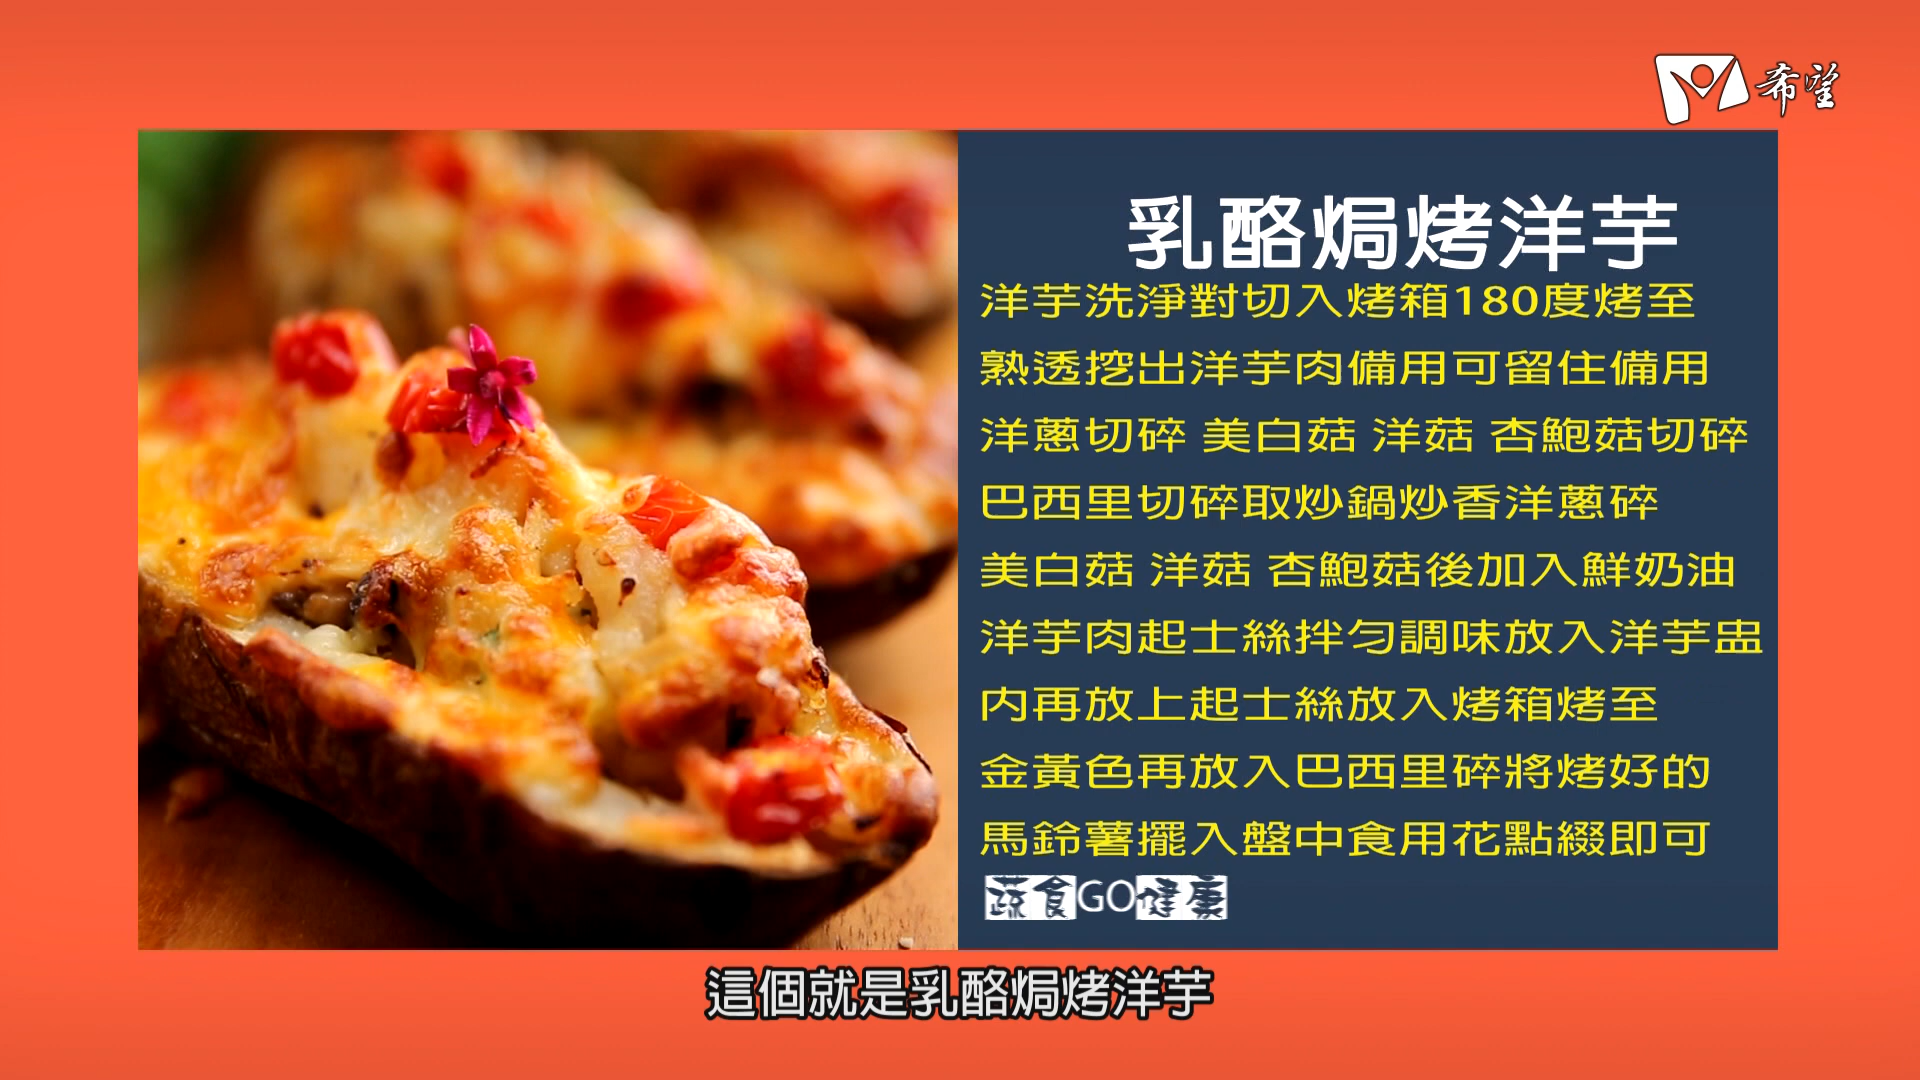 希望
乳酪焗烤洋芋
洋芋洗淨對切入烤箱180度烤至
熟透挖出洋芋肉備用可留住備用
洋蔥切碎 美白菇 洋菇 杏鮑菇切碎
巴西里切碎取炒鍋炒香洋蔥碎
美白菇 洋菇 杏鮑菇後加入鮮奶油
洋芋肉起士絲拌勻調味放入洋芋盅
内再放上起士絲放入烤箱烤至
金黃色再放入巴西里碎將烤好的
馬鈴薯擺入盤中食用花點綴即可
蔬食GO健康
這個就是乳酪焗烤洋芋